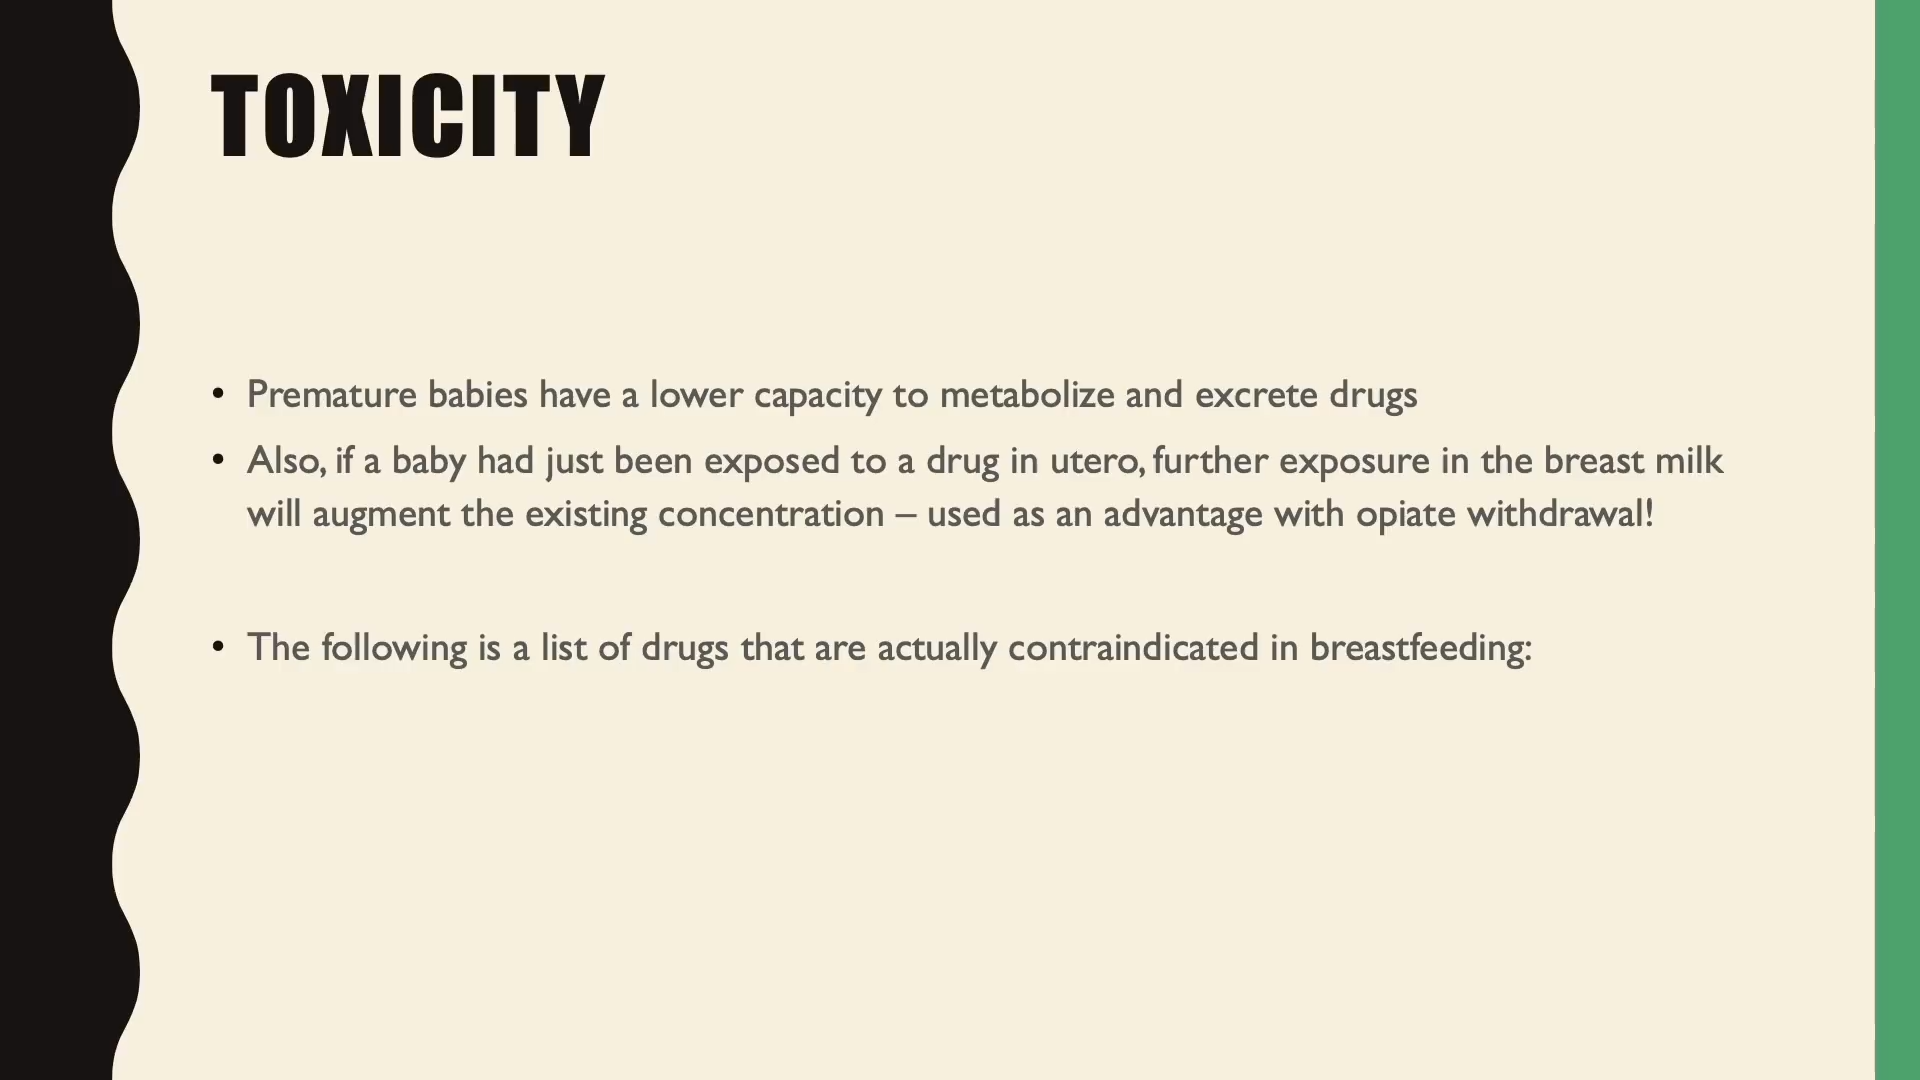 TOXICITY
• Premature babies have a lower capacity to metabolize and excrete drugs
• Also, if a baby had just been exposed to a drug in utero, further exposure in the breast milk
will augment the existing concentration – used as an advantage with opiate withdrawal!
• The following is a list of drugs that are actually contraindicated in breastfeeding: